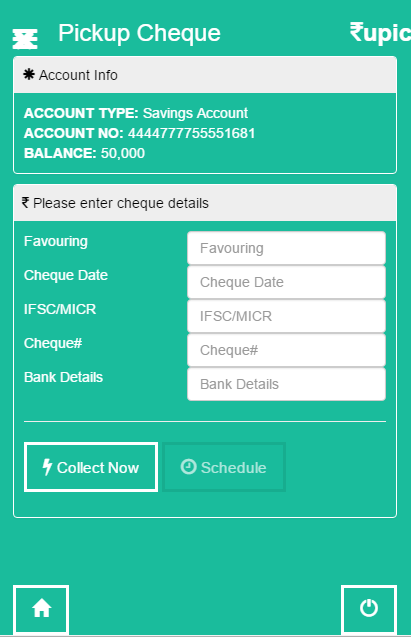 Pickup Cheque ₹upic
Account Info
ACCOUNT TYPE: Savings Account
ACCOUNT NO: 4444777755551681
BALANCE: 50,000
₹ Please enter cheque details
Favouring Favouring
Cheque Date Cheque Date
IFSC/MICR IFSC/MICR
Cheque# Cheque#
Bank Details Bank Details
Collect Now Schedule